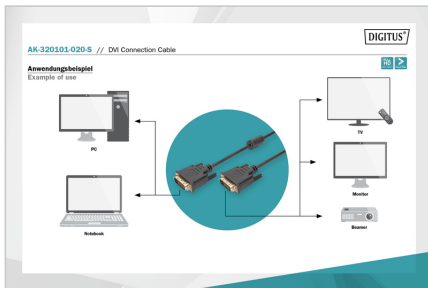 DIGITUS®
AK-320101-020-S // DVI Connection Cable
Anwendungsbeispiel
Example of use
PC
Notebook
TV
Monitor
Beamer